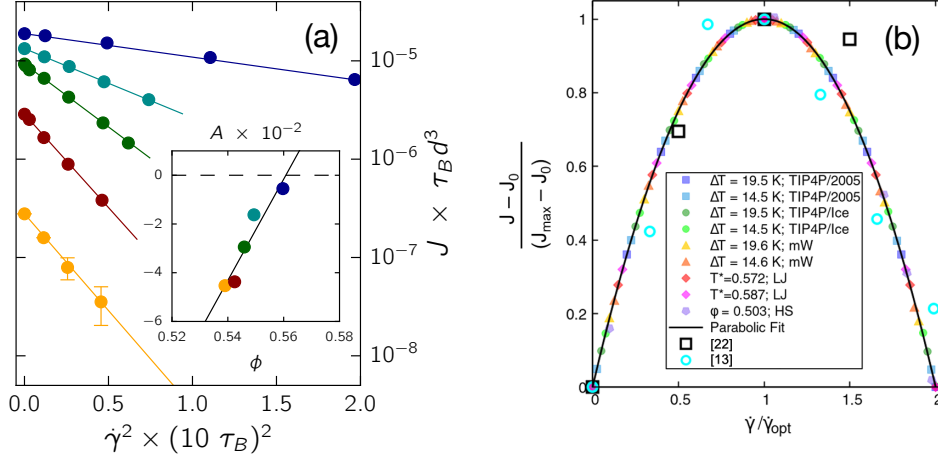 (a)
10⁻⁵
10⁻⁶
10⁻⁷
10⁻⁸
J × τ_B d³
0.0 0.5 1.0 1.5 2.0
γ̇² × (10 τ_B)²
A × 10⁻²
0
−2
−4
−6
0.52 0.54 0.56 0.58
ϕ
(b)
1
0.8
0.6
0.4
0.2
0
J − J₀
(J_max − J₀)
ΔT = 19.5 K; TIP4P/2005
ΔT = 14.5 K; TIP4P/2005
ΔT = 19.5 K; TIP4P/Ice
ΔT = 14.5 K; TIP4P/Ice
ΔT = 19.6 K; mW
ΔT = 14.6 K; mW
T*=0.572; LJ
T*=0.587; LJ
φ = 0.503; HS
Parabolic Fit
[22]
[13]
0 0.5 1 1.5 2
γ̇/γ̇_opt